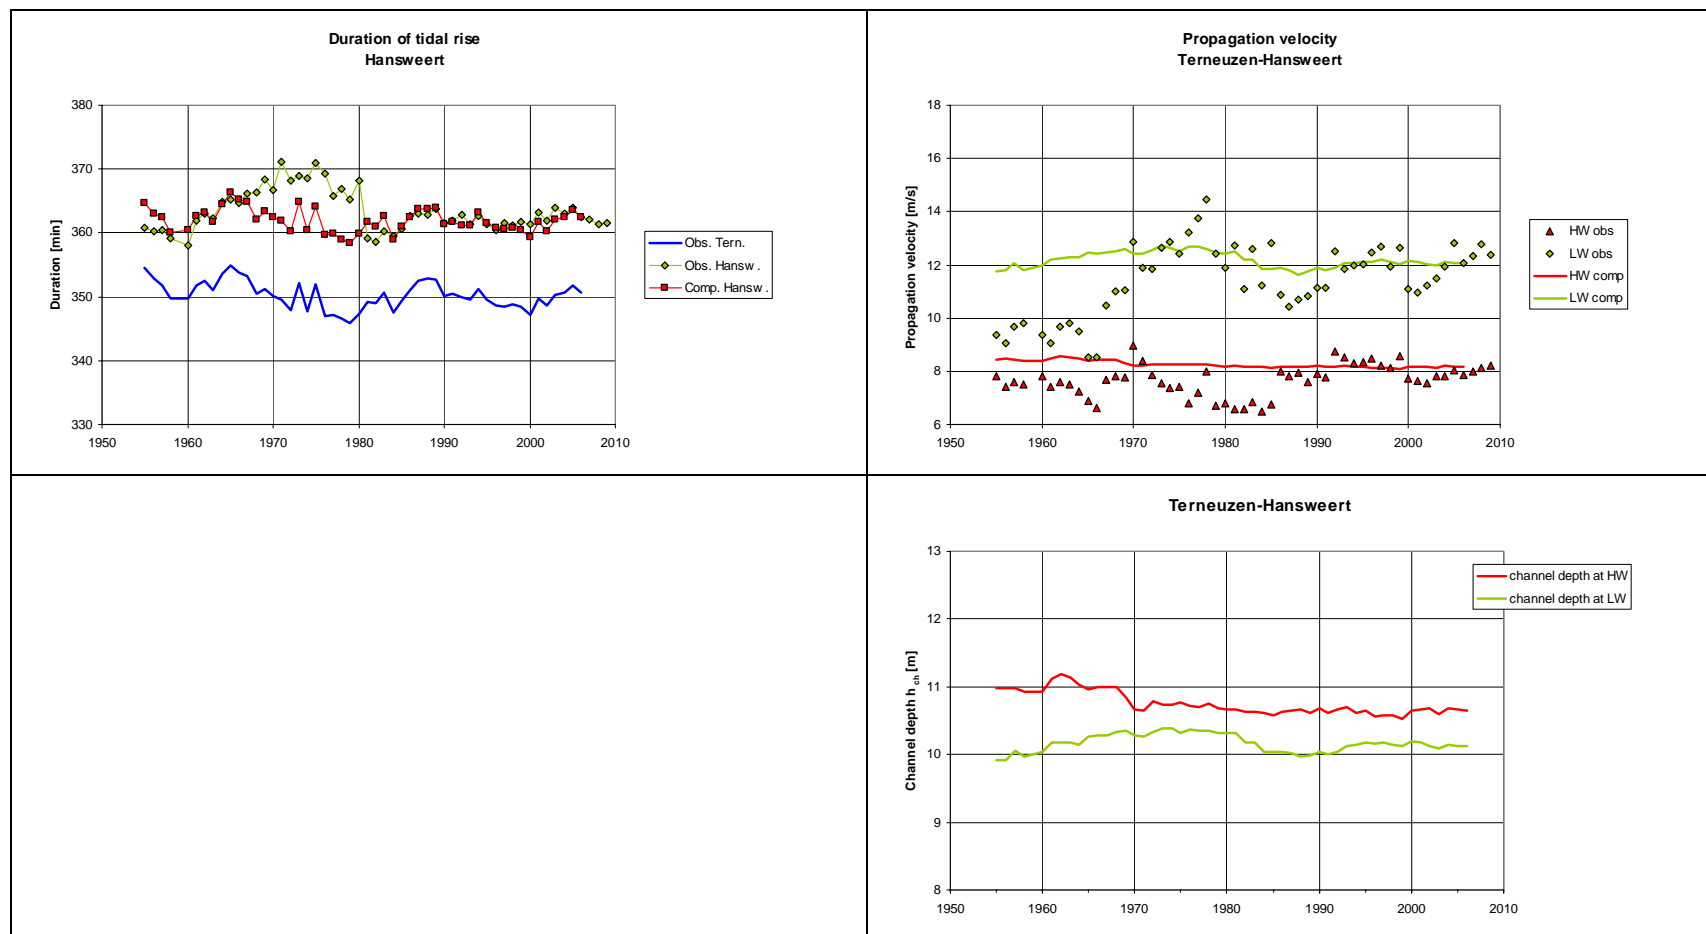 Duration of tidal rise
Hansweert
Duration [min]
380
370
360
350
340
330
1950
1960
1970
1980
1990
2000
2010
Obs. Tern.
Obs. Hansw .
Comp. Hansw .
Propagation velocity
Terneuzen-Hansweert
Propagation velocity [m/s]
18
16
14
12
10
8
6
1950
1960
1970
1980
1990
2000
2010
HW obs
LW obs
HW comp
LW comp
Terneuzen-Hansweert
Channel depth h ch [m]
13
12
11
10
9
8
1950
1960
1970
1980
1990
2000
2010
channel depth at HW
channel depth at LW